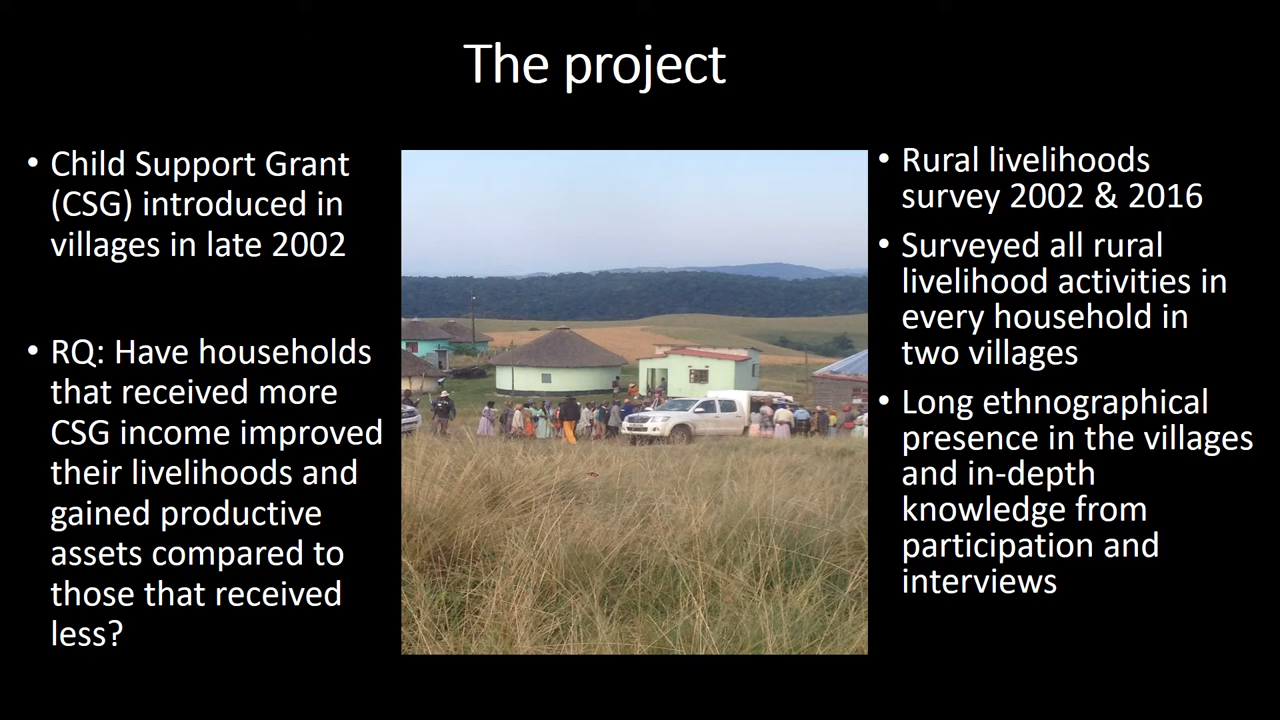 The project
• Child Support Grant
(CSG) introduced in
villages in late 2002
• RQ: Have households
that received more
CSG income improved
their livelihoods and
gained productive
assets compared to
those that received
less?
• Rural livelihoods
survey 2002 & 2016
• Surveyed all rural
livelihood activities in
every household in
two villages
• Long ethnographical
presence in the villages
and in-depth
knowledge from
participation and
interviews